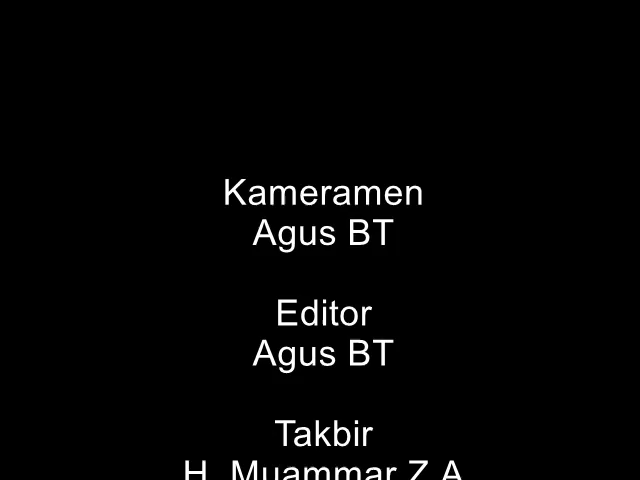 Kameramen
Agus BT
Editor
Agus BT
Takbir
H. Muammar Z.A